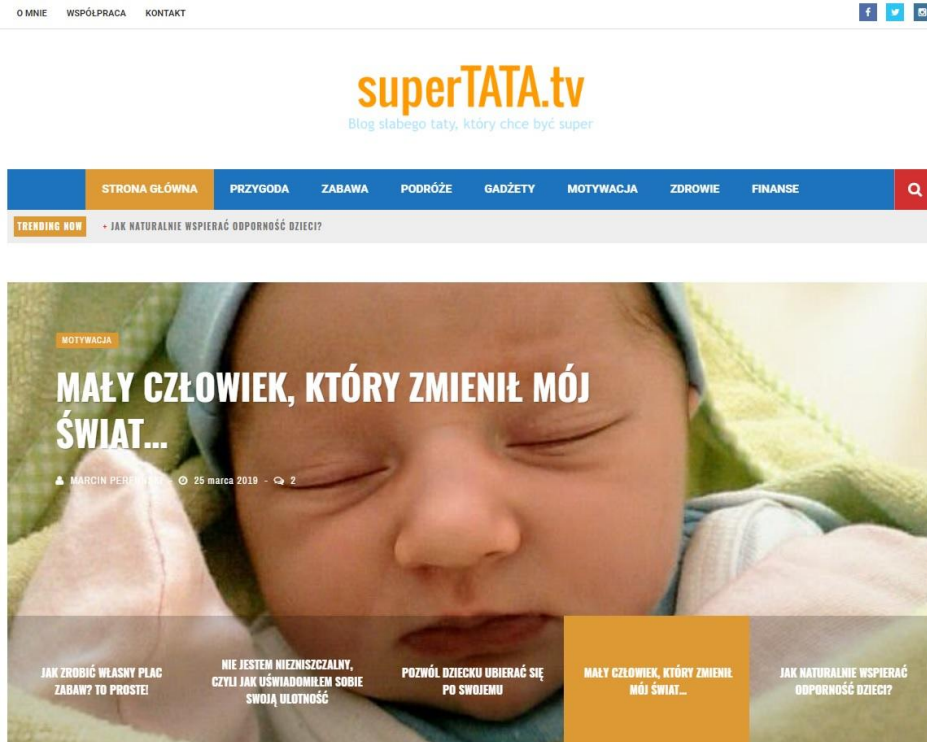 O MNIE WSPÓŁPRACA KONTAKT
superTATA.tv
Blog słabego taty, który chce być super
STRONA GŁÓWNA PRZYGODA ZABAWA PODRÓŻE GADŻETY MOTYWACJA ZDROWIE FINANSE
TRENDING NOW + JAK NATURALNIE WSPIERAĆ ODPORNOŚĆ DZIECI?
MOTYWACJA
MAŁY CZŁOWIEK, KTÓRY ZMIENIŁ MÓJ
ŚWIAT...
MARCIN - 25 marca 2019 - 2
JAK ZROBIĆ WŁASNY PLAC
ZABAW? TO PROSTE!
NIE JESTEM NIEZNISZCZALNY,
CZYLI JAK UŚWIADOMIŁEM SOBIE
SWOJĄ ULOTNOŚĆ
POZWÓL DZIECKU UBIERAĆ SIĘ
PO SWOJEMU
MAŁY CZŁOWIEK, KTÓRY ZMIENIŁ
MÓJ ŚWIAT...
JAK NATURALNIE WSPIERAĆ
ODPORNOŚĆ DZIECI?